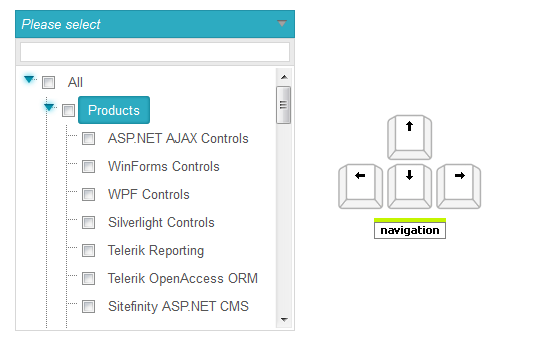 Please select
All
Products
ASP.NET AJAX Controls
WinForms Controls
WPF Controls
Silverlight Controls
Telerik Reporting
Telerik OpenAccess ORM
Sitefinity ASP.NET CMS
navigation